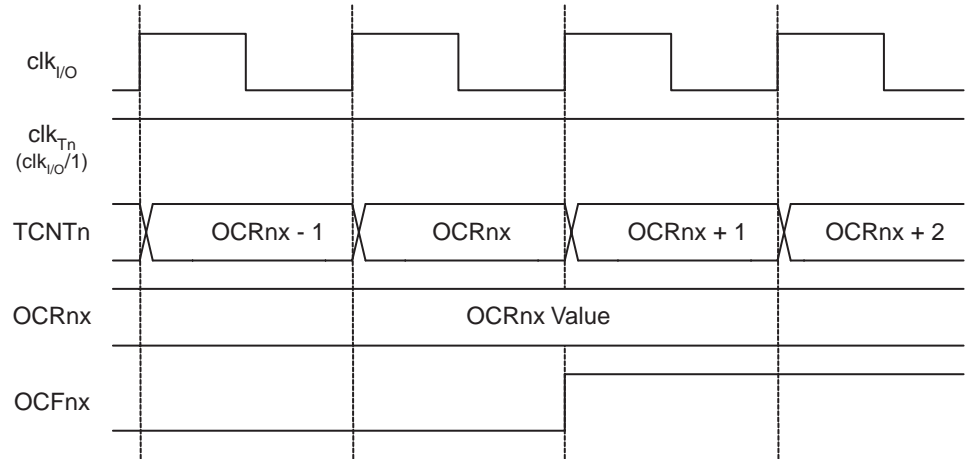 clkI/O
clkTn
(clkI/O/1)
TCNTn OCRnx - 1 OCRnx OCRnx + 1 OCRnx + 2
OCRnx OCRnx Value
OCFnx